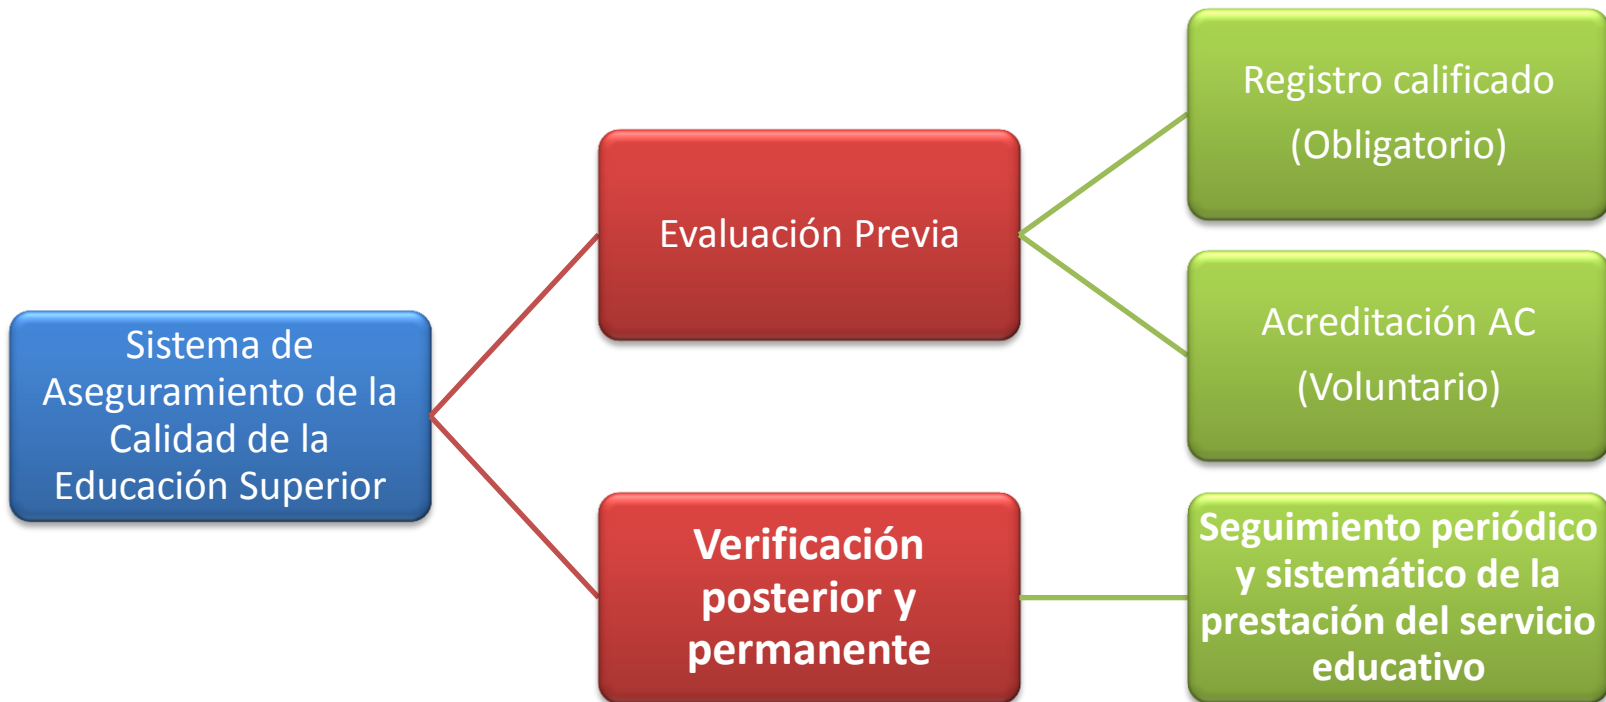 Sistema de
Aseguramiento de la
Calidad de la
Educación Superior
Evaluación Previa
Registro calificado
(Obligatorio)
Acreditación AC
(Voluntario)
Verificación
posterior y
permanente
Seguimiento periódico
y sistemático de la
prestación del servicio
educativo